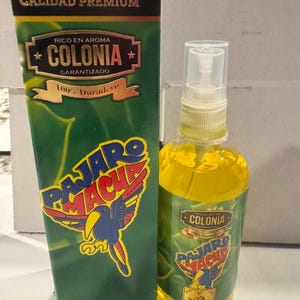 CALIDAD PREMIUM
RICO EN AROMA
COLONIA
GARANTIZADO
100% Duradero
PAJARO
MACUA
COLONIA
PAJARO
MACUA